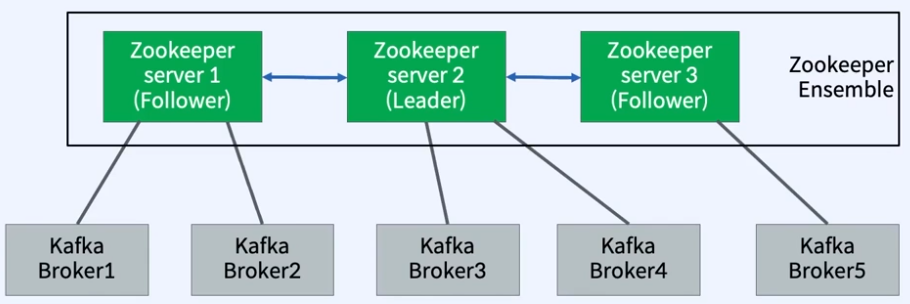 Zookeeper
server 1
(Follower)
Zookeeper
server 2
(Leader)
Zookeeper
server 3
(Follower)
Zookeeper
Ensemble
Kafka
Broker1
Kafka
Broker2
Kafka
Broker3
Kafka
Broker4
Kafka
Broker5